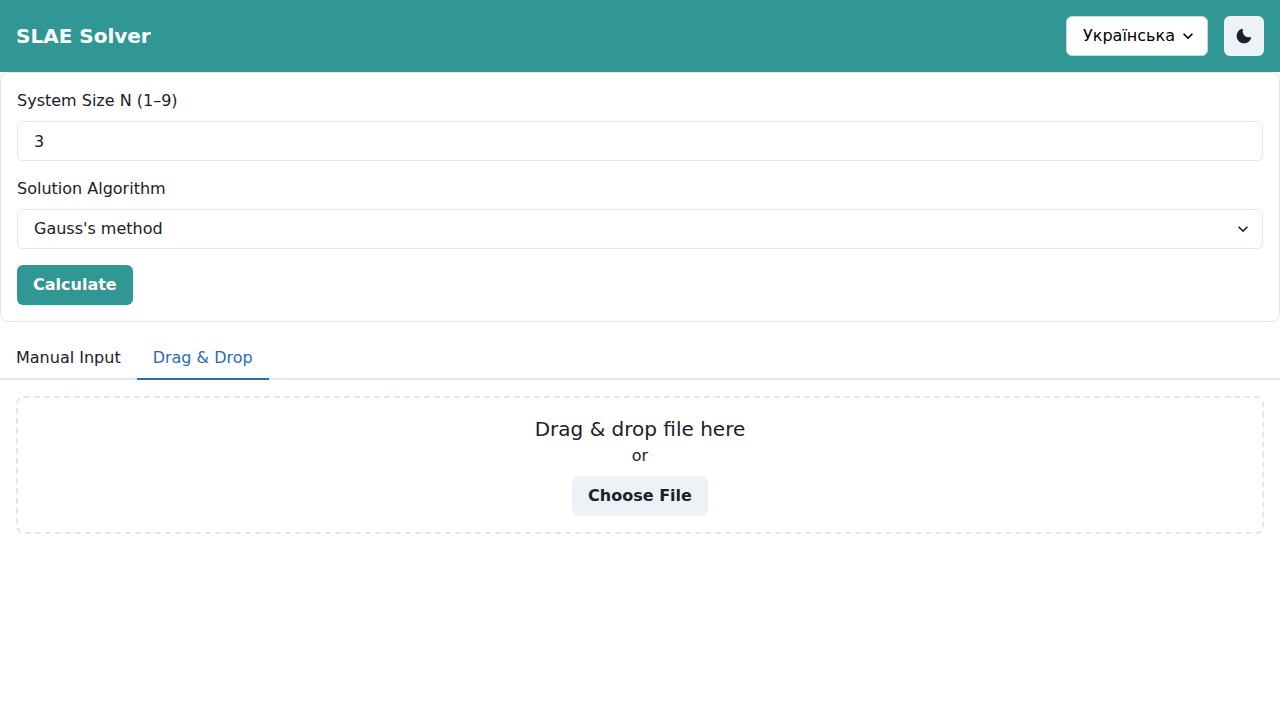 SLAE Solver
Українська
System Size N (1–9)
3
Solution Algorithm
Gauss's method
Calculate
Manual Input
Drag & Drop
Drag & drop file here
or
Choose File